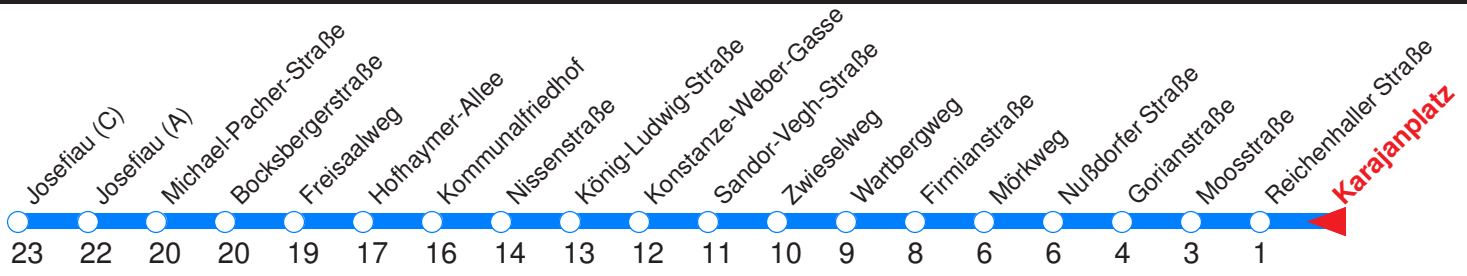 Josefiau (C)
Josefiau (A)
Michael-Pacher-Straße
Bocksbergerstraße
Freisaalweg
Hofhaymer-Allee
Kommunalfriedhof
Nissenstraße
König-Ludwig-Straße
Konstanze-Weber-Gasse
Sandor-Vegh-Straße
Zwieselweg
Wartbergweg
Firmianstraße
Mörkweg
Nußdorfer Straße
Gorianstraße
Moosstraße
Reichenhaller Straße
Karajanplatz
23 22 20 20 19 17 16 14 13 12 11 10 9 8 6 6 4 3 1